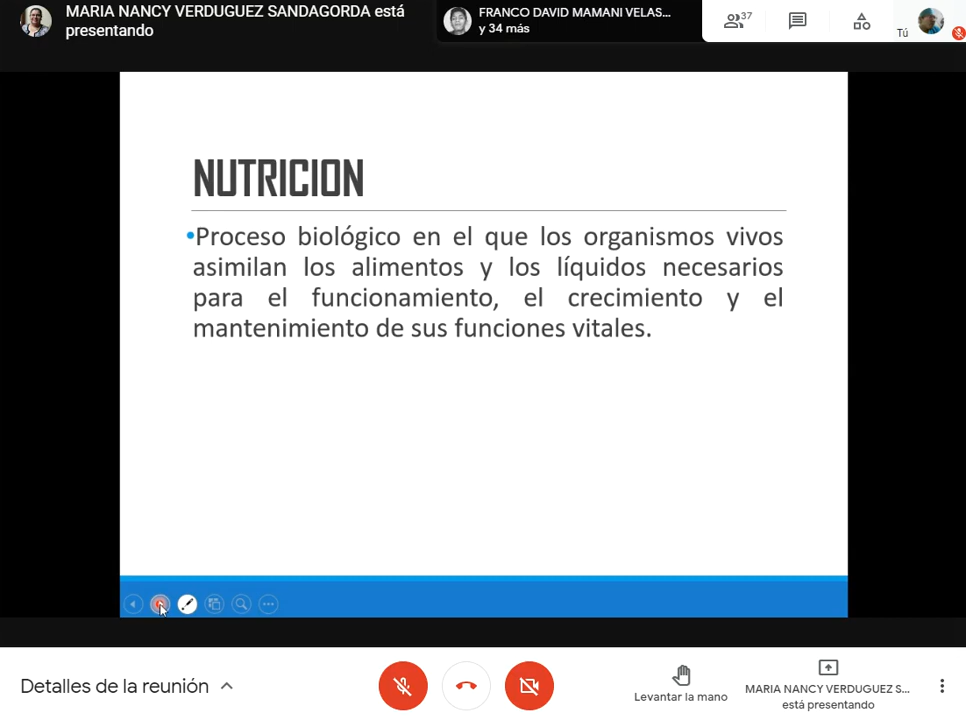 MARIA NANCY VERDUGUEZ SANDAGORDA está
presentando
FRANCO DAVID MAMANI VELAS...
y 34 más
37
Tú
NUTRICION
•Proceso biológico en el que los organismos vivos
asimilan los alimentos y los líquidos necesarios
para el funcionamiento, el crecimiento y el
mantenimiento de sus funciones vitales.
Detalles de la reunión
Levantar la mano
MARIA NANCY VERDUGUEZ S...
está presentando